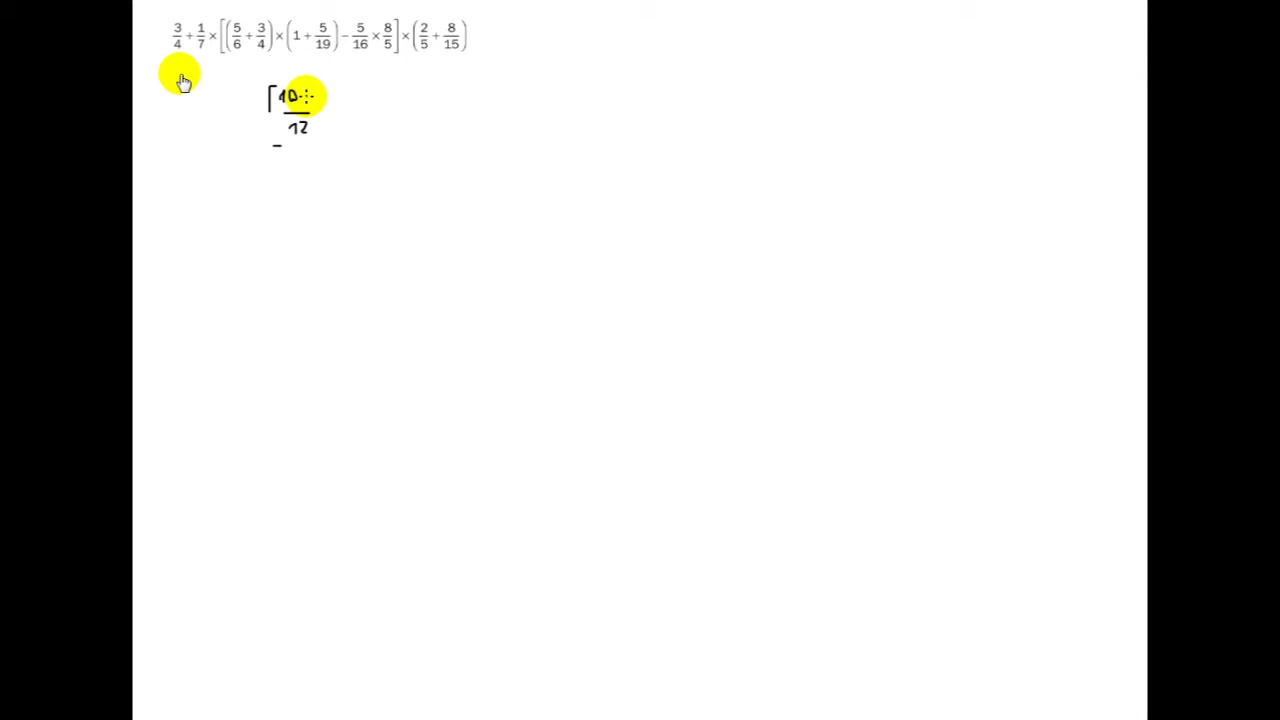 3/4 + 1/7 × [(5/6 + 3/4) × (1 + 5/19) − 5/16 × 8/5] × (2/5 + 8/15)
[10+
12
−